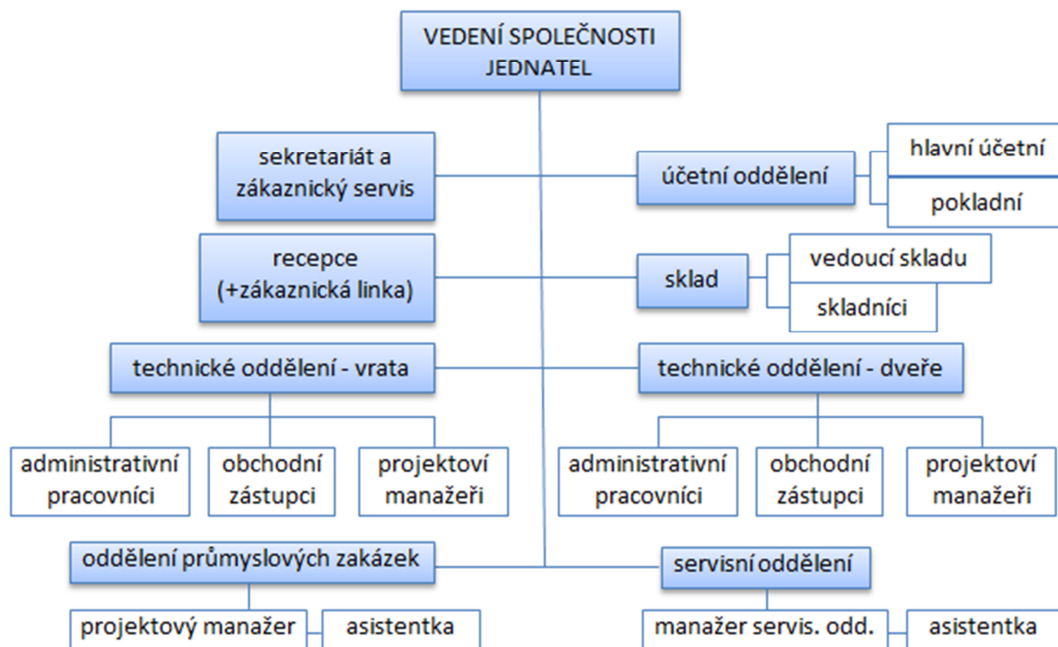 VEDENÍ SPOLEČNOSTI
JEDNATEL
sekretariát a
zákaznický servis
účetní oddělení
hlavní účetní
pokladní
recepce
(+zákaznická linka)
sklad
vedoucí skladu
skladníci
technické oddělení - vrata
technické oddělení - dveře
administrativní
pracovníci
obchodní
zástupci
projektoví
manažeři
administrativní
pracovníci
obchodní
zástupci
projektoví
manažeři
oddělení průmyslových zakázek
servisní oddělení
projektový manažer
asistentka
manažer servis. odd.
asistentka